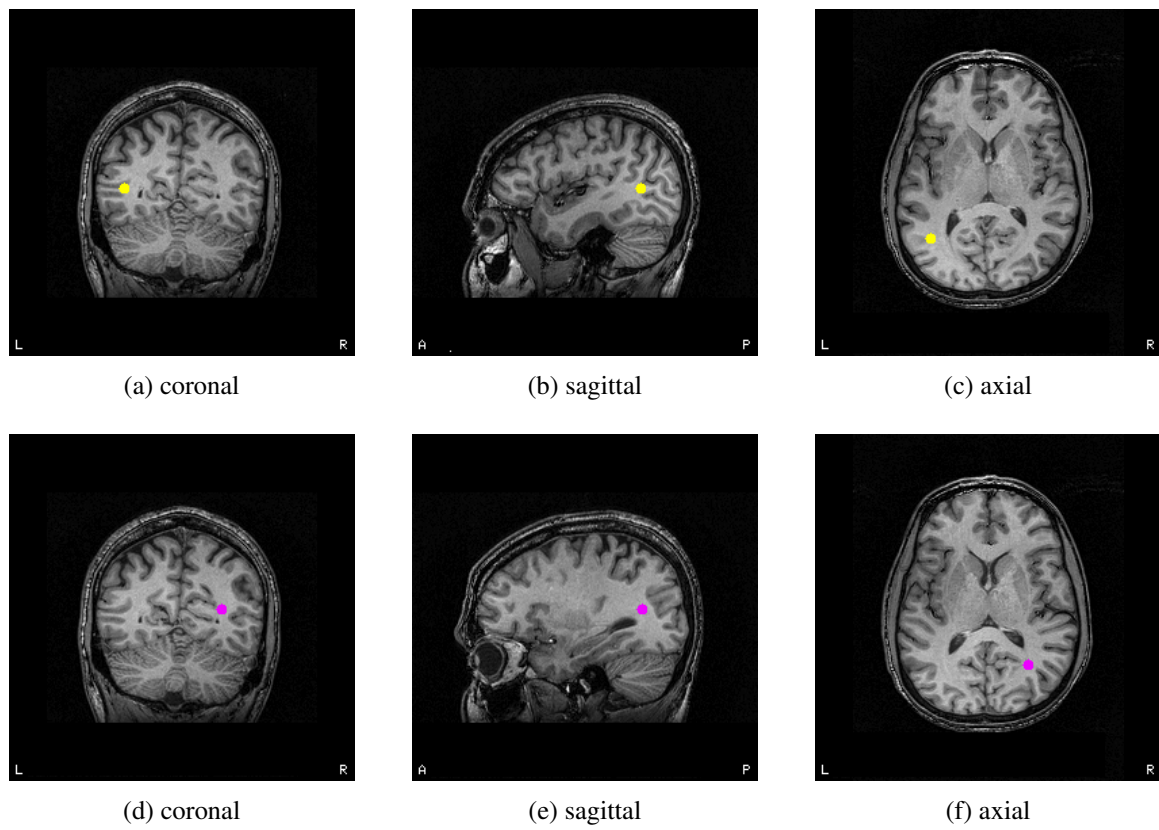 L R
A P
L R
(a) coronal
(b) sagittal
(c) axial
L R
A P
L R
(d) coronal
(e) sagittal
(f) axial